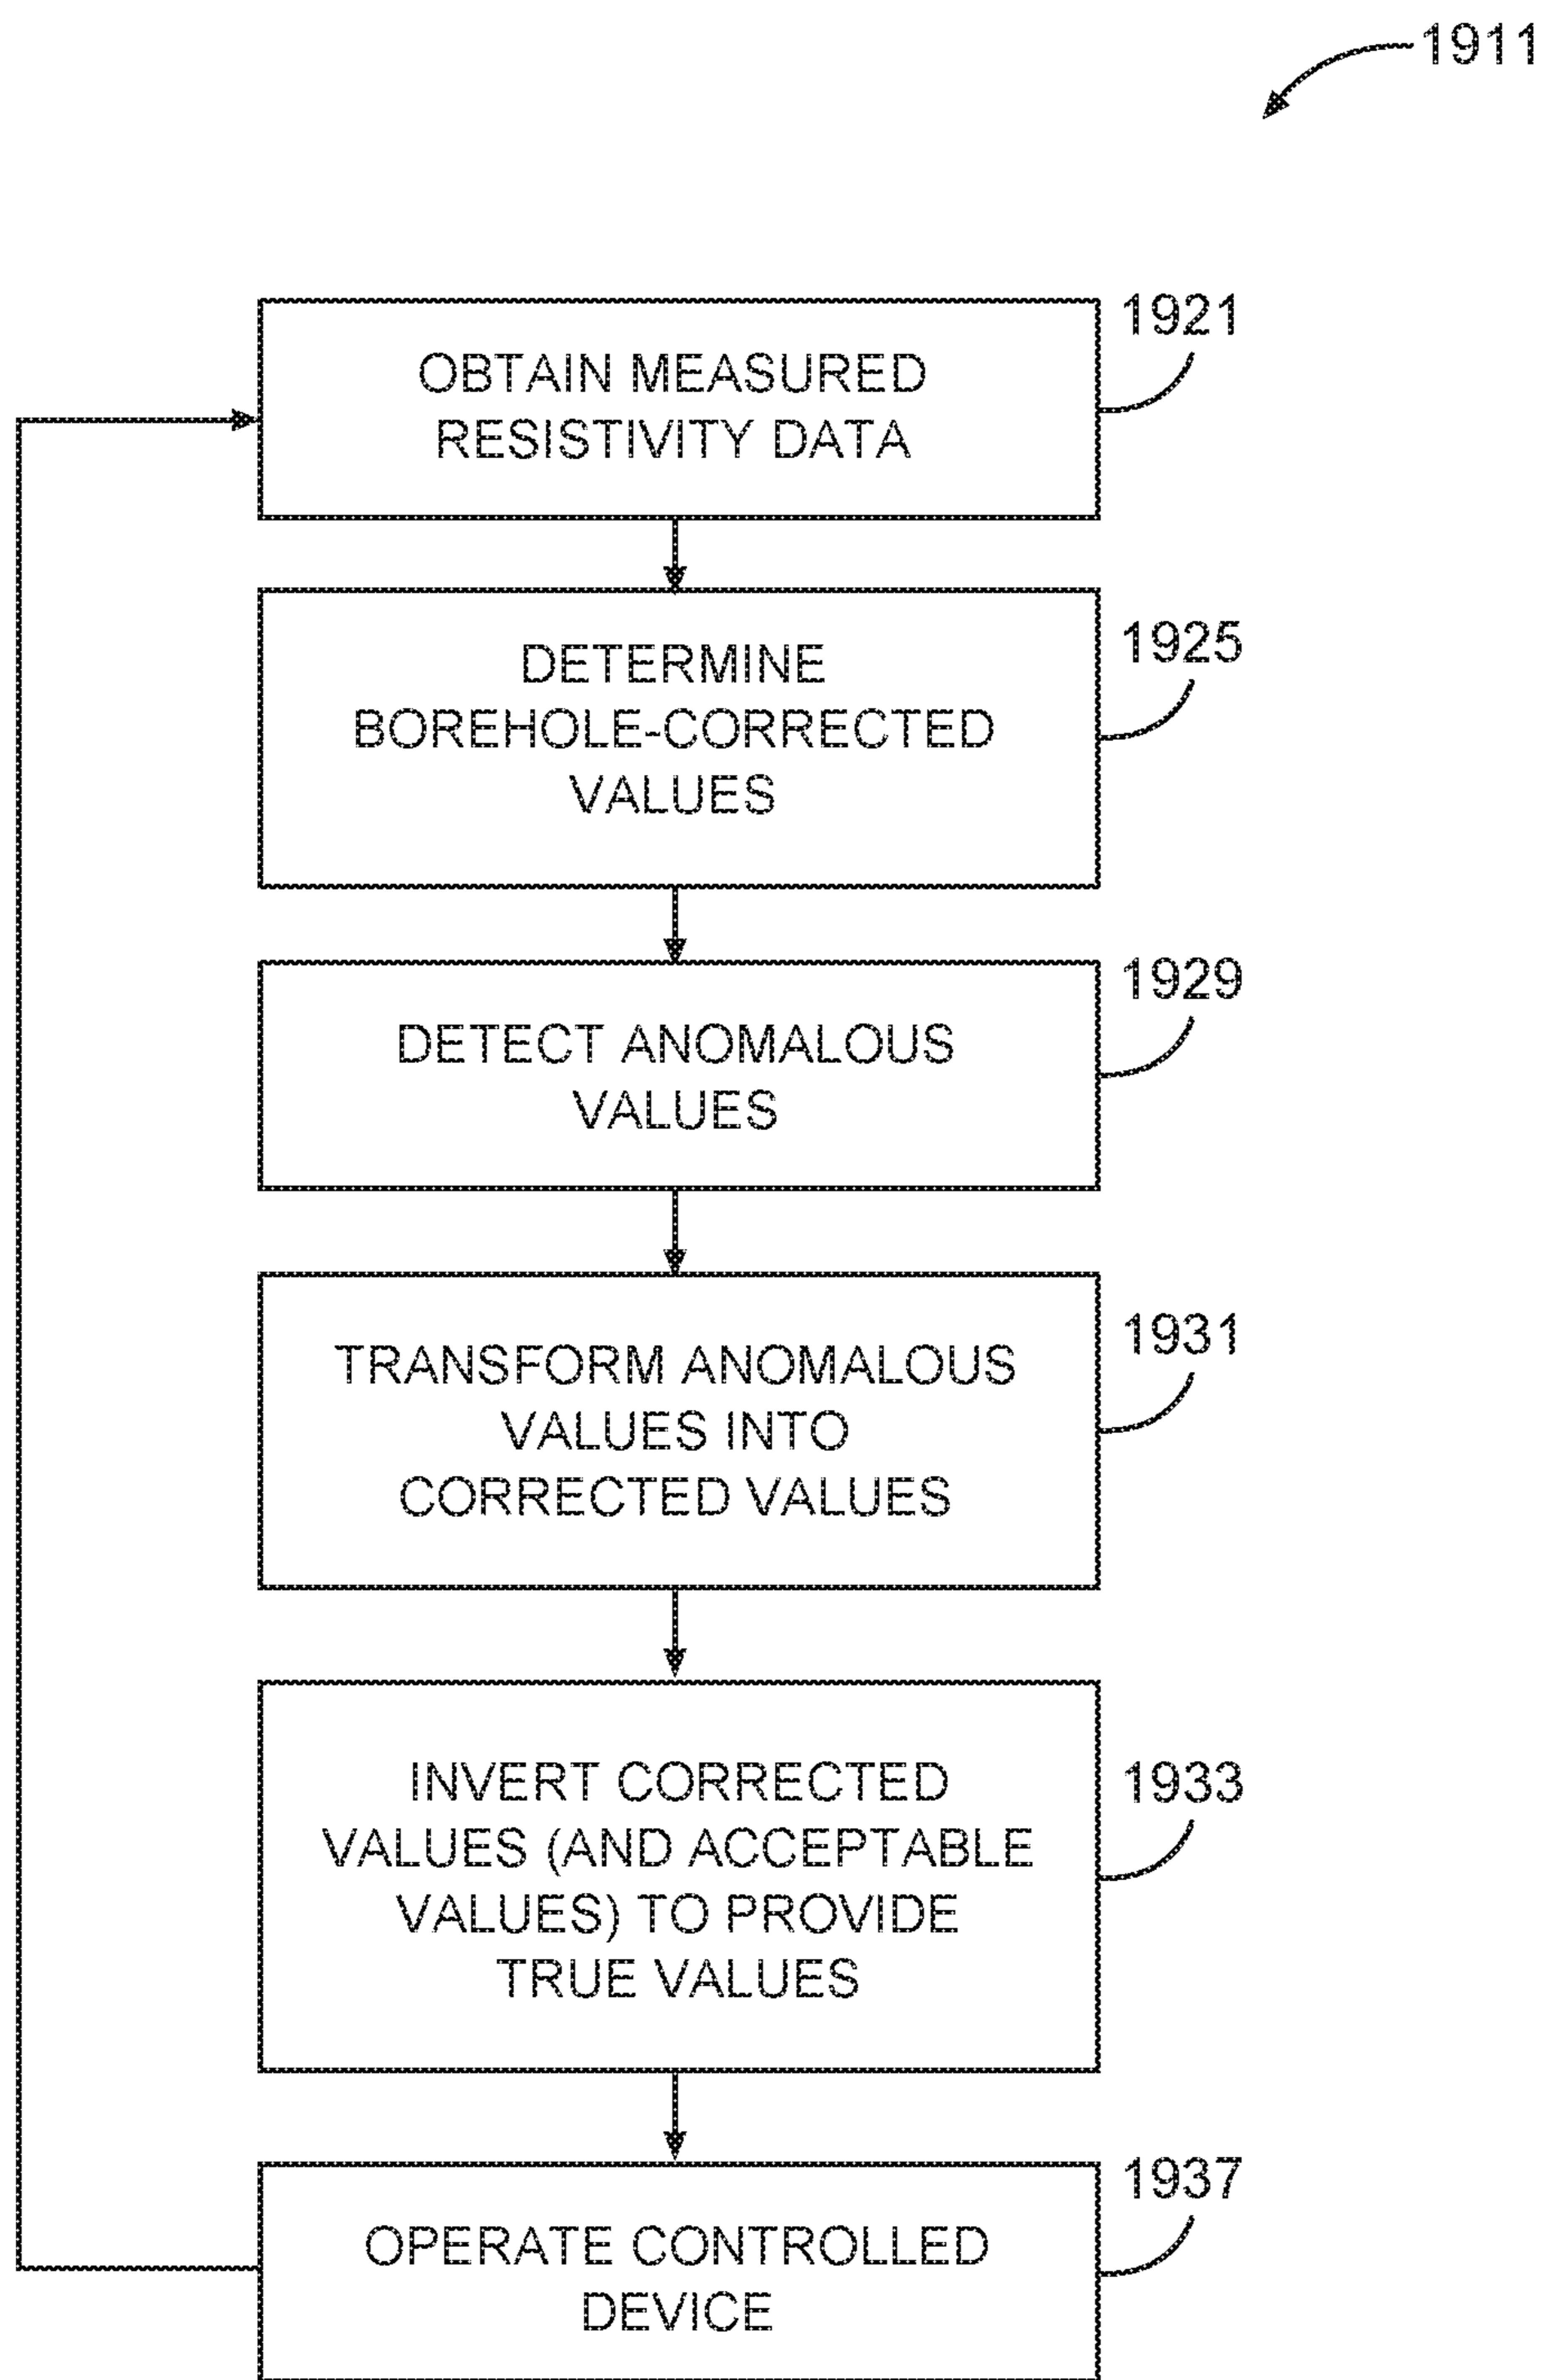 1911
1921
OBTAIN MEASURED
RESISTIVITY DATA
1925
DETERMINE
BOREHOLE-CORRECTED
VALUES
1929
DETECT ANOMALOUS
VALUES
1931
TRANSFORM ANOMALOUS
VALUES INTO
CORRECTED VALUES
1933
INVERT CORRECTED
VALUES (AND ACCEPTABLE
VALUES) TO PROVIDE
TRUE VALUES
1937
OPERATE CONTROLLED
DEVICE